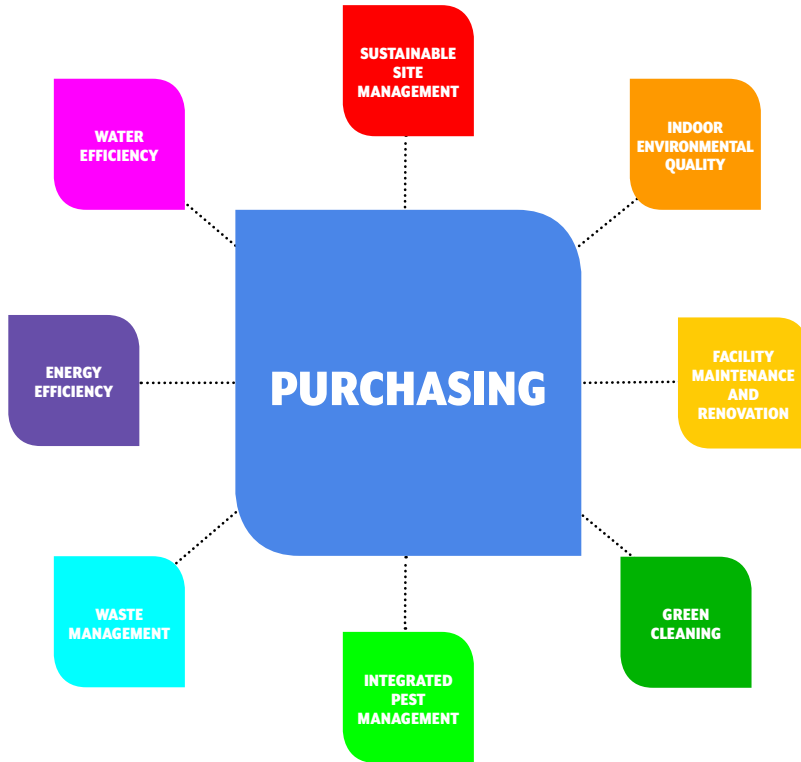 SUSTAINABLE
SITE
MANAGEMENT
INDOOR
ENVIRONMENTAL
QUALITY
WATER
EFFICIENCY
ENERGY
EFFICIENCY
PURCHASING
FACILITY
MAINTENANCE
AND
RENOVATION
WASTE
MANAGEMENT
GREEN
CLEANING
INTEGRATED
PEST
MANAGEMENT